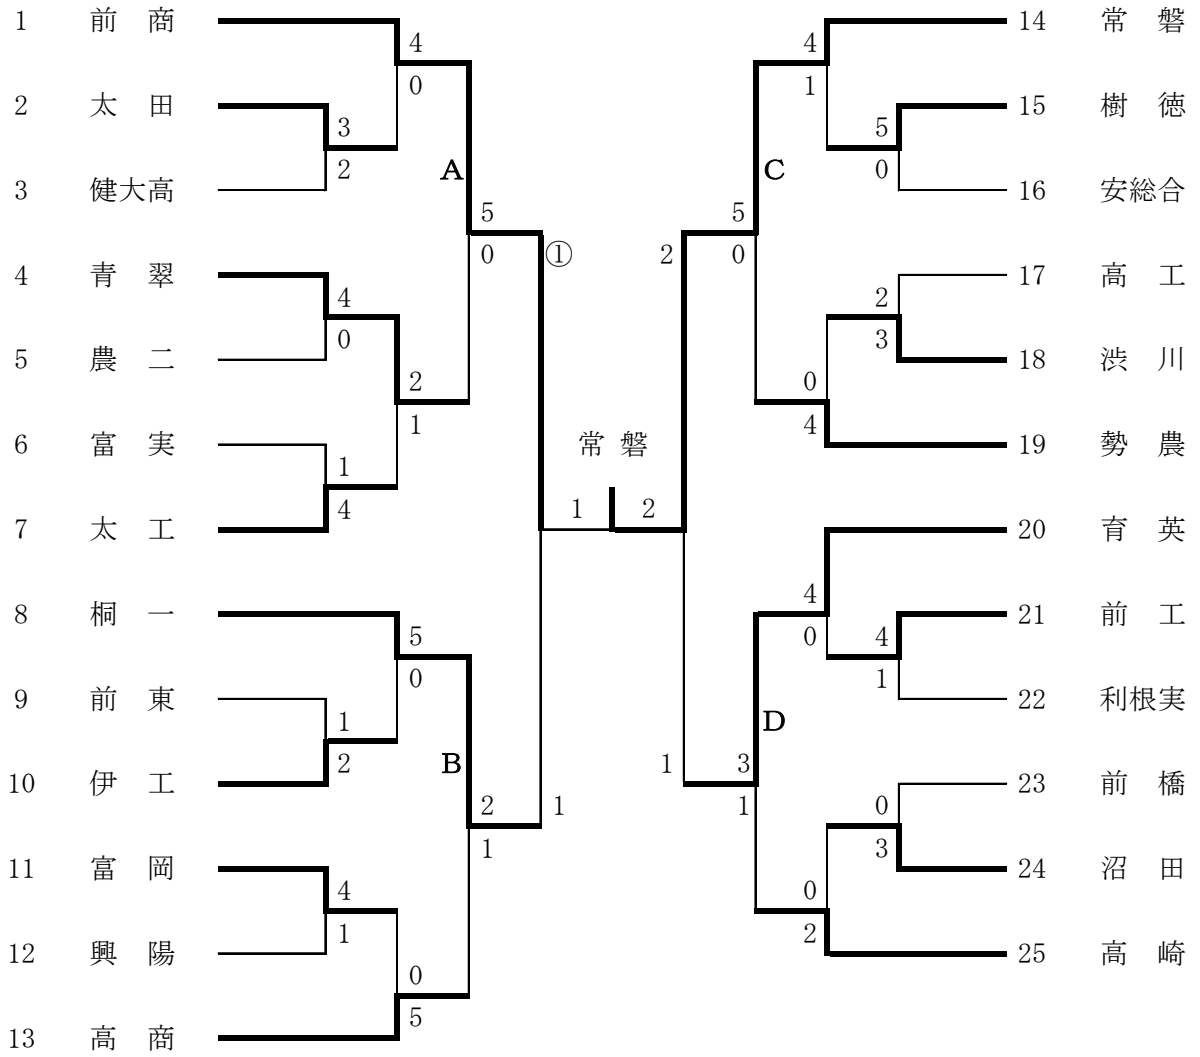 1 前 商 4 4 14 常 磐
0 1
2 太 田 3 5 15 樹 徳
2 A C 0
3 健大高 16 安総合
5 5
0 ① 2 0
4 青 翠 4 2 17 高 工
0 3
5 農 二 2 0 18 渋 川
1 4
6 富 実 1 常 磐 19 勢 農
4
7 太 工 1 2 20 育 英
4
8 桐 一 5 0 4 21 前 工
0 1
9 前 東 1 D 22 利根実
2 B 1 3
10 伊 工 2 1 1 0 23 前 橋
1 3
11 富 岡 4 0 24 沼 田
1 2
12 興 陽 0 25 高 崎
5
13 高 商